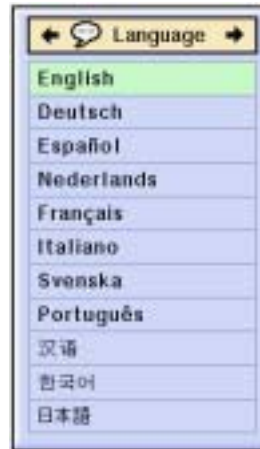 Language
English
Deutsch
Español
Nederlands
Français
Italiano
Svenska
Português
汉语
한국어
日本語